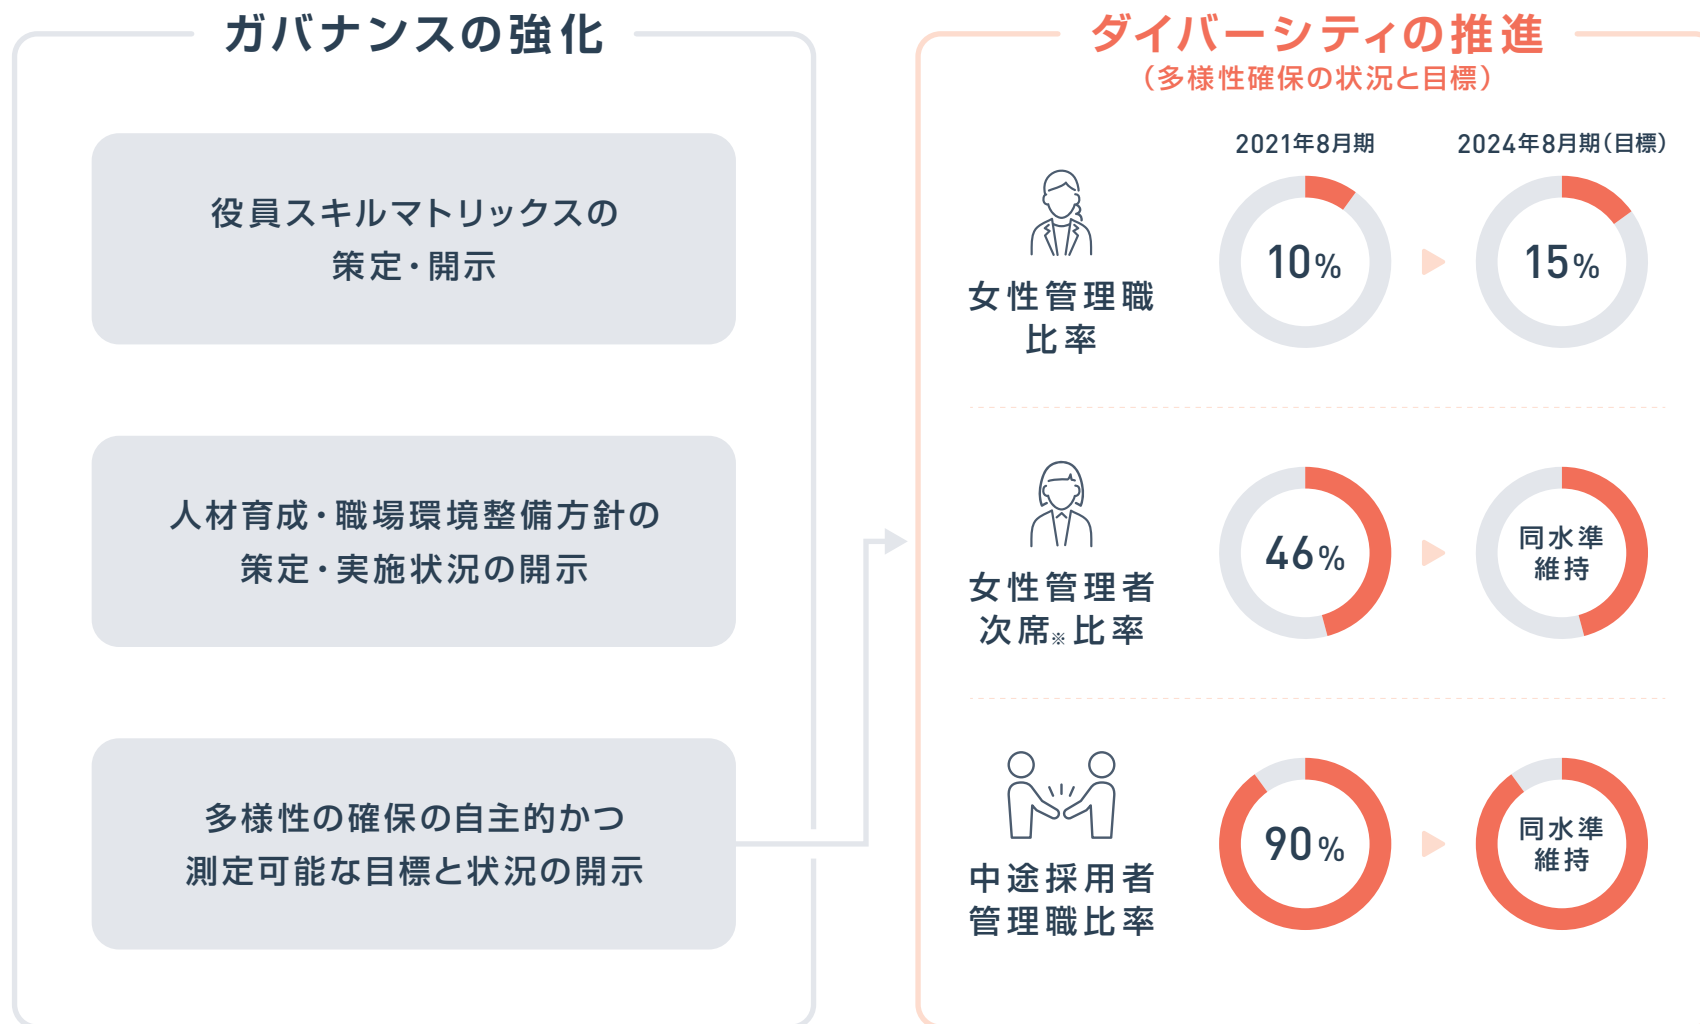 ガバナンスの強化
役員スキルマトリックスの
策定・開示
人材育成・職場環境整備方針の
策定・実施状況の開示
多様性の確保の自主的かつ
測定可能な目標と状況の開示
ダイバーシティの推進
（多様性確保の状況と目標）
2021年8月期
2024年8月期（目標）
女性管理職
比率
10%
15%
女性管理者
次席※比率
46%
同水準
維持
中途採用者
管理職比率
90%
同水準
維持